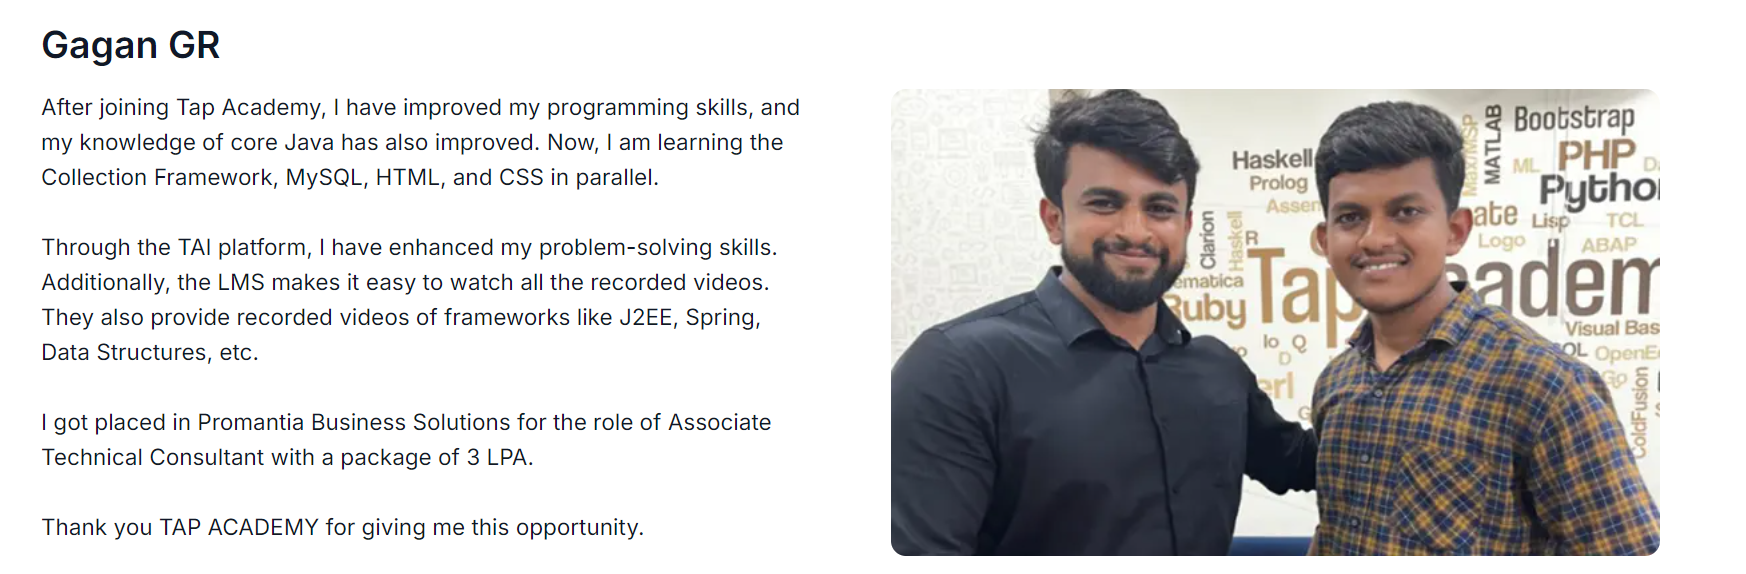 Gagan GR
After joining Tap Academy, I have improved my programming skills, and
my knowledge of core Java has also improved. Now, I am learning the
Collection Framework, MySQL, HTML, and CSS in parallel.
Through the TAI platform, I have enhanced my problem-solving skills.
Additionally, the LMS makes it easy to watch all the recorded videos.
They also provide recorded videos of frameworks like J2EE, Spring,
Data Structures, etc.
I got placed in Promantia Business Solutions for the role of Associate
Technical Consultant with a package of 3 LPA.
Thank you TAP ACADEMY for giving me this opportunity.
Bootstrap
MATLAB
Max/MSP
ML
PHP
Haskell
Prolog
Assem
Pytho
ate
Lisp
TCL
Logo
ABAP
Clarion
Haskell
R
ematica
Ruby
Tap
cadem
Visual Bas
Io
Q
D
OL
OpenE
Go
erl
G
ColdFusion